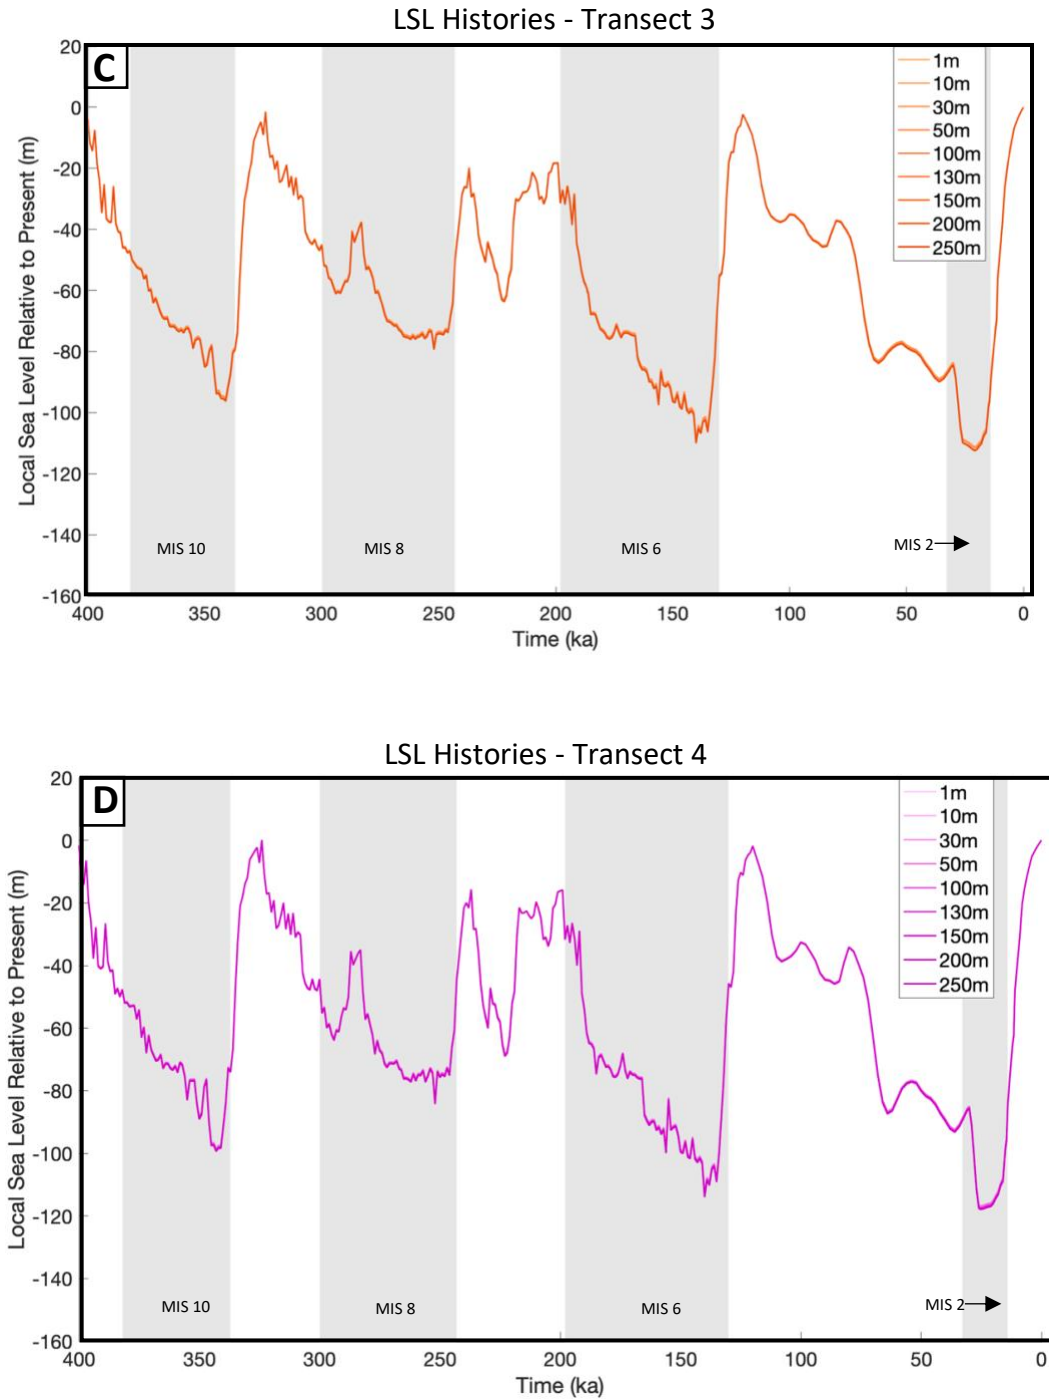 LSL Histories - Transect 3
C
20
0
-20
-40
-60
-80
-100
-120
-140
-160
Local Sea Level Relative to Present (m)
1m
10m
30m
50m
100m
130m
150m
200m
250m
MIS 10
MIS 8
MIS 6
MIS 2
400
350
300
250
200
150
100
50
0
Time (ka)
LSL Histories - Transect 4
D
20
0
-20
-40
-60
-80
-100
-120
-140
-160
Local Sea Level Relative to Present (m)
1m
10m
30m
50m
100m
130m
150m
200m
250m
MIS 10
MIS 8
MIS 6
MIS 2
400
350
300
250
200
150
100
50
0
Time (ka)